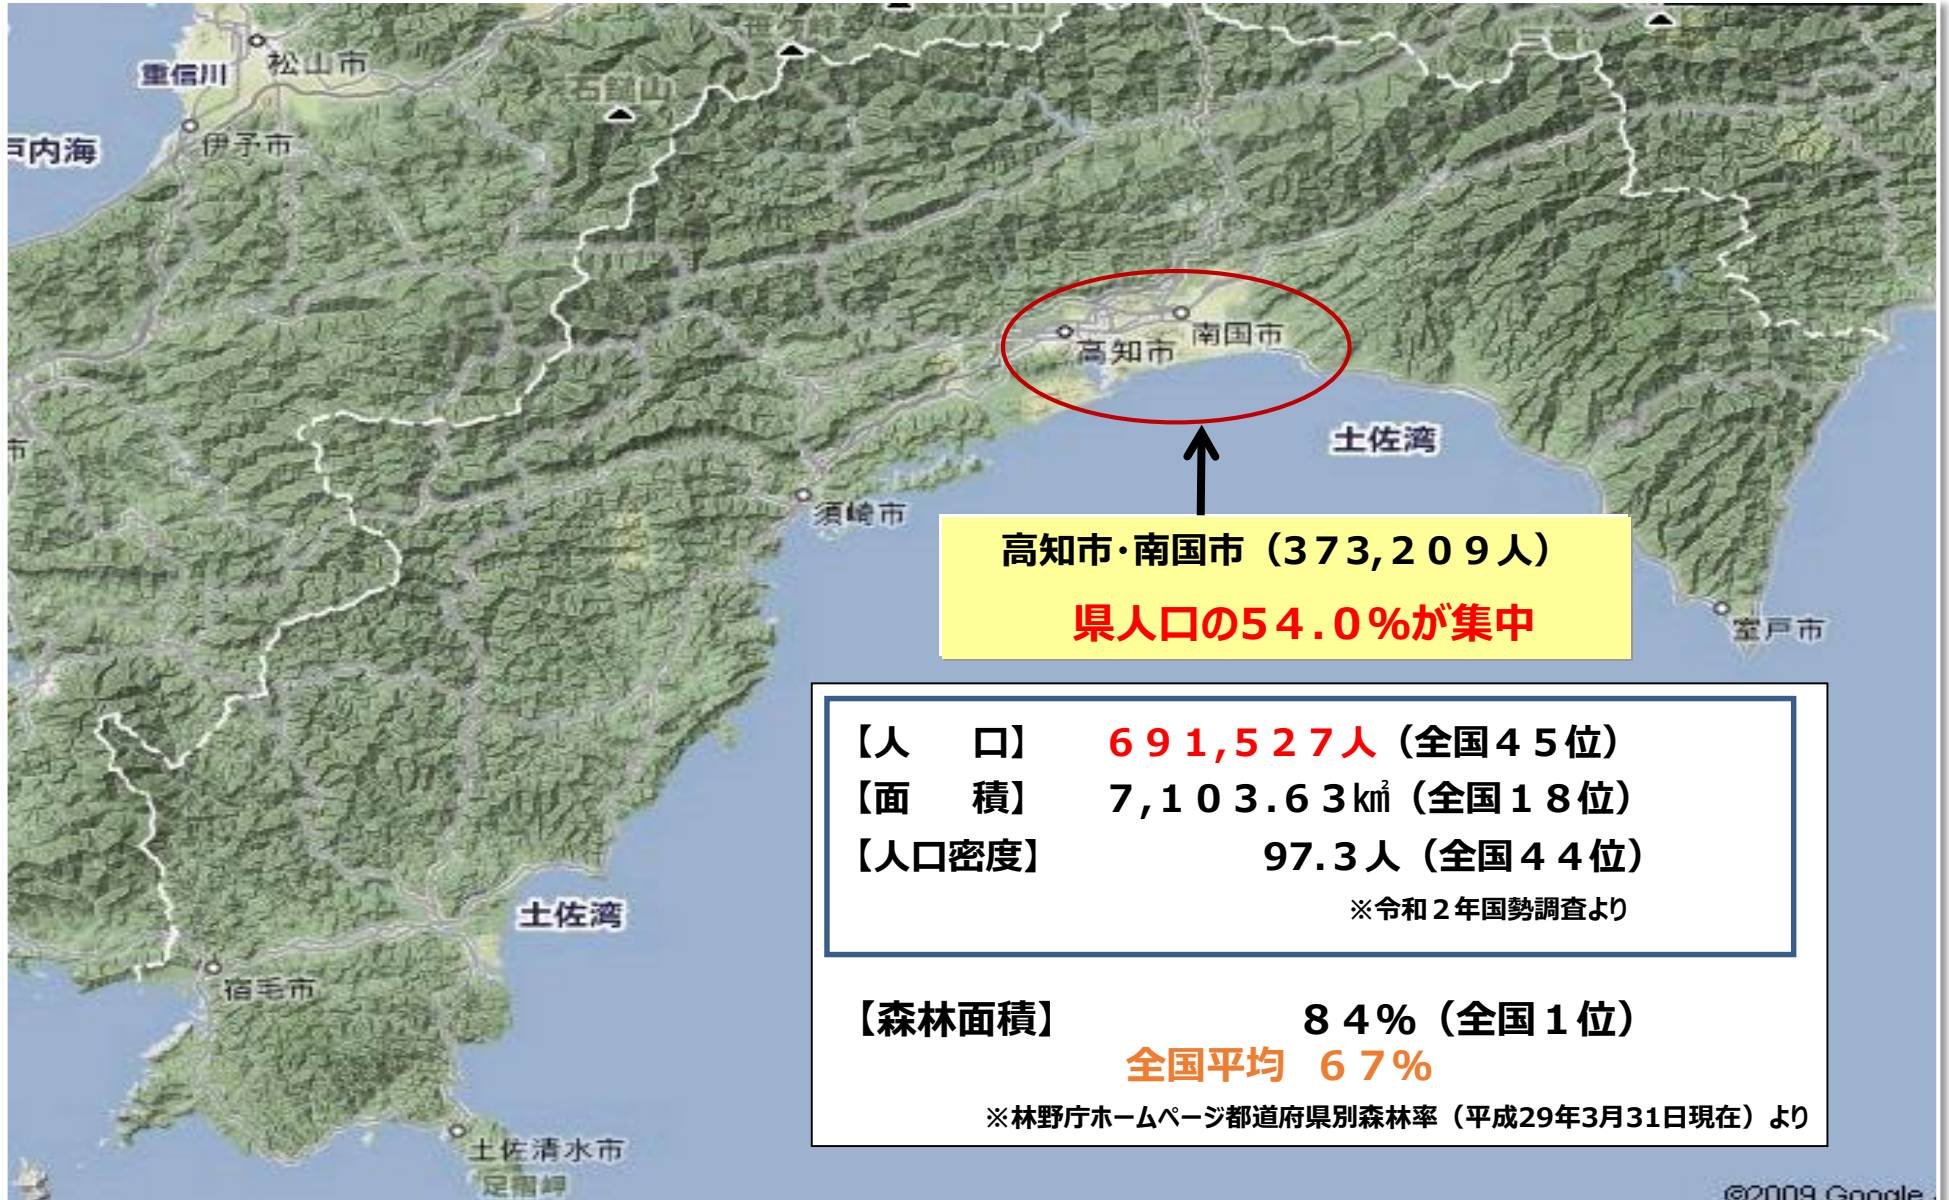 松山市
重信川
石鎚山
伊予市
戸内海
南国市
高知市
土佐湾
須崎市
高知市・南国市（３７３,２０９人）
県人口の５４.０％が集中
室戸市
【人　口】　６９１,５２７人（全国４５位）
【面　積】　７,１０３.６３㎢（全国１８位）
【人口密度】　９７.３人（全国４４位）
※令和２年国勢調査より
土佐湾
宿毛市
【森林面積】　８４％（全国１位）
全国平均　６７％
※林野庁ホームページ都道府県別森林率（平成29年3月31日現在）より
土佐清水市
足摺岬
©2009 Google